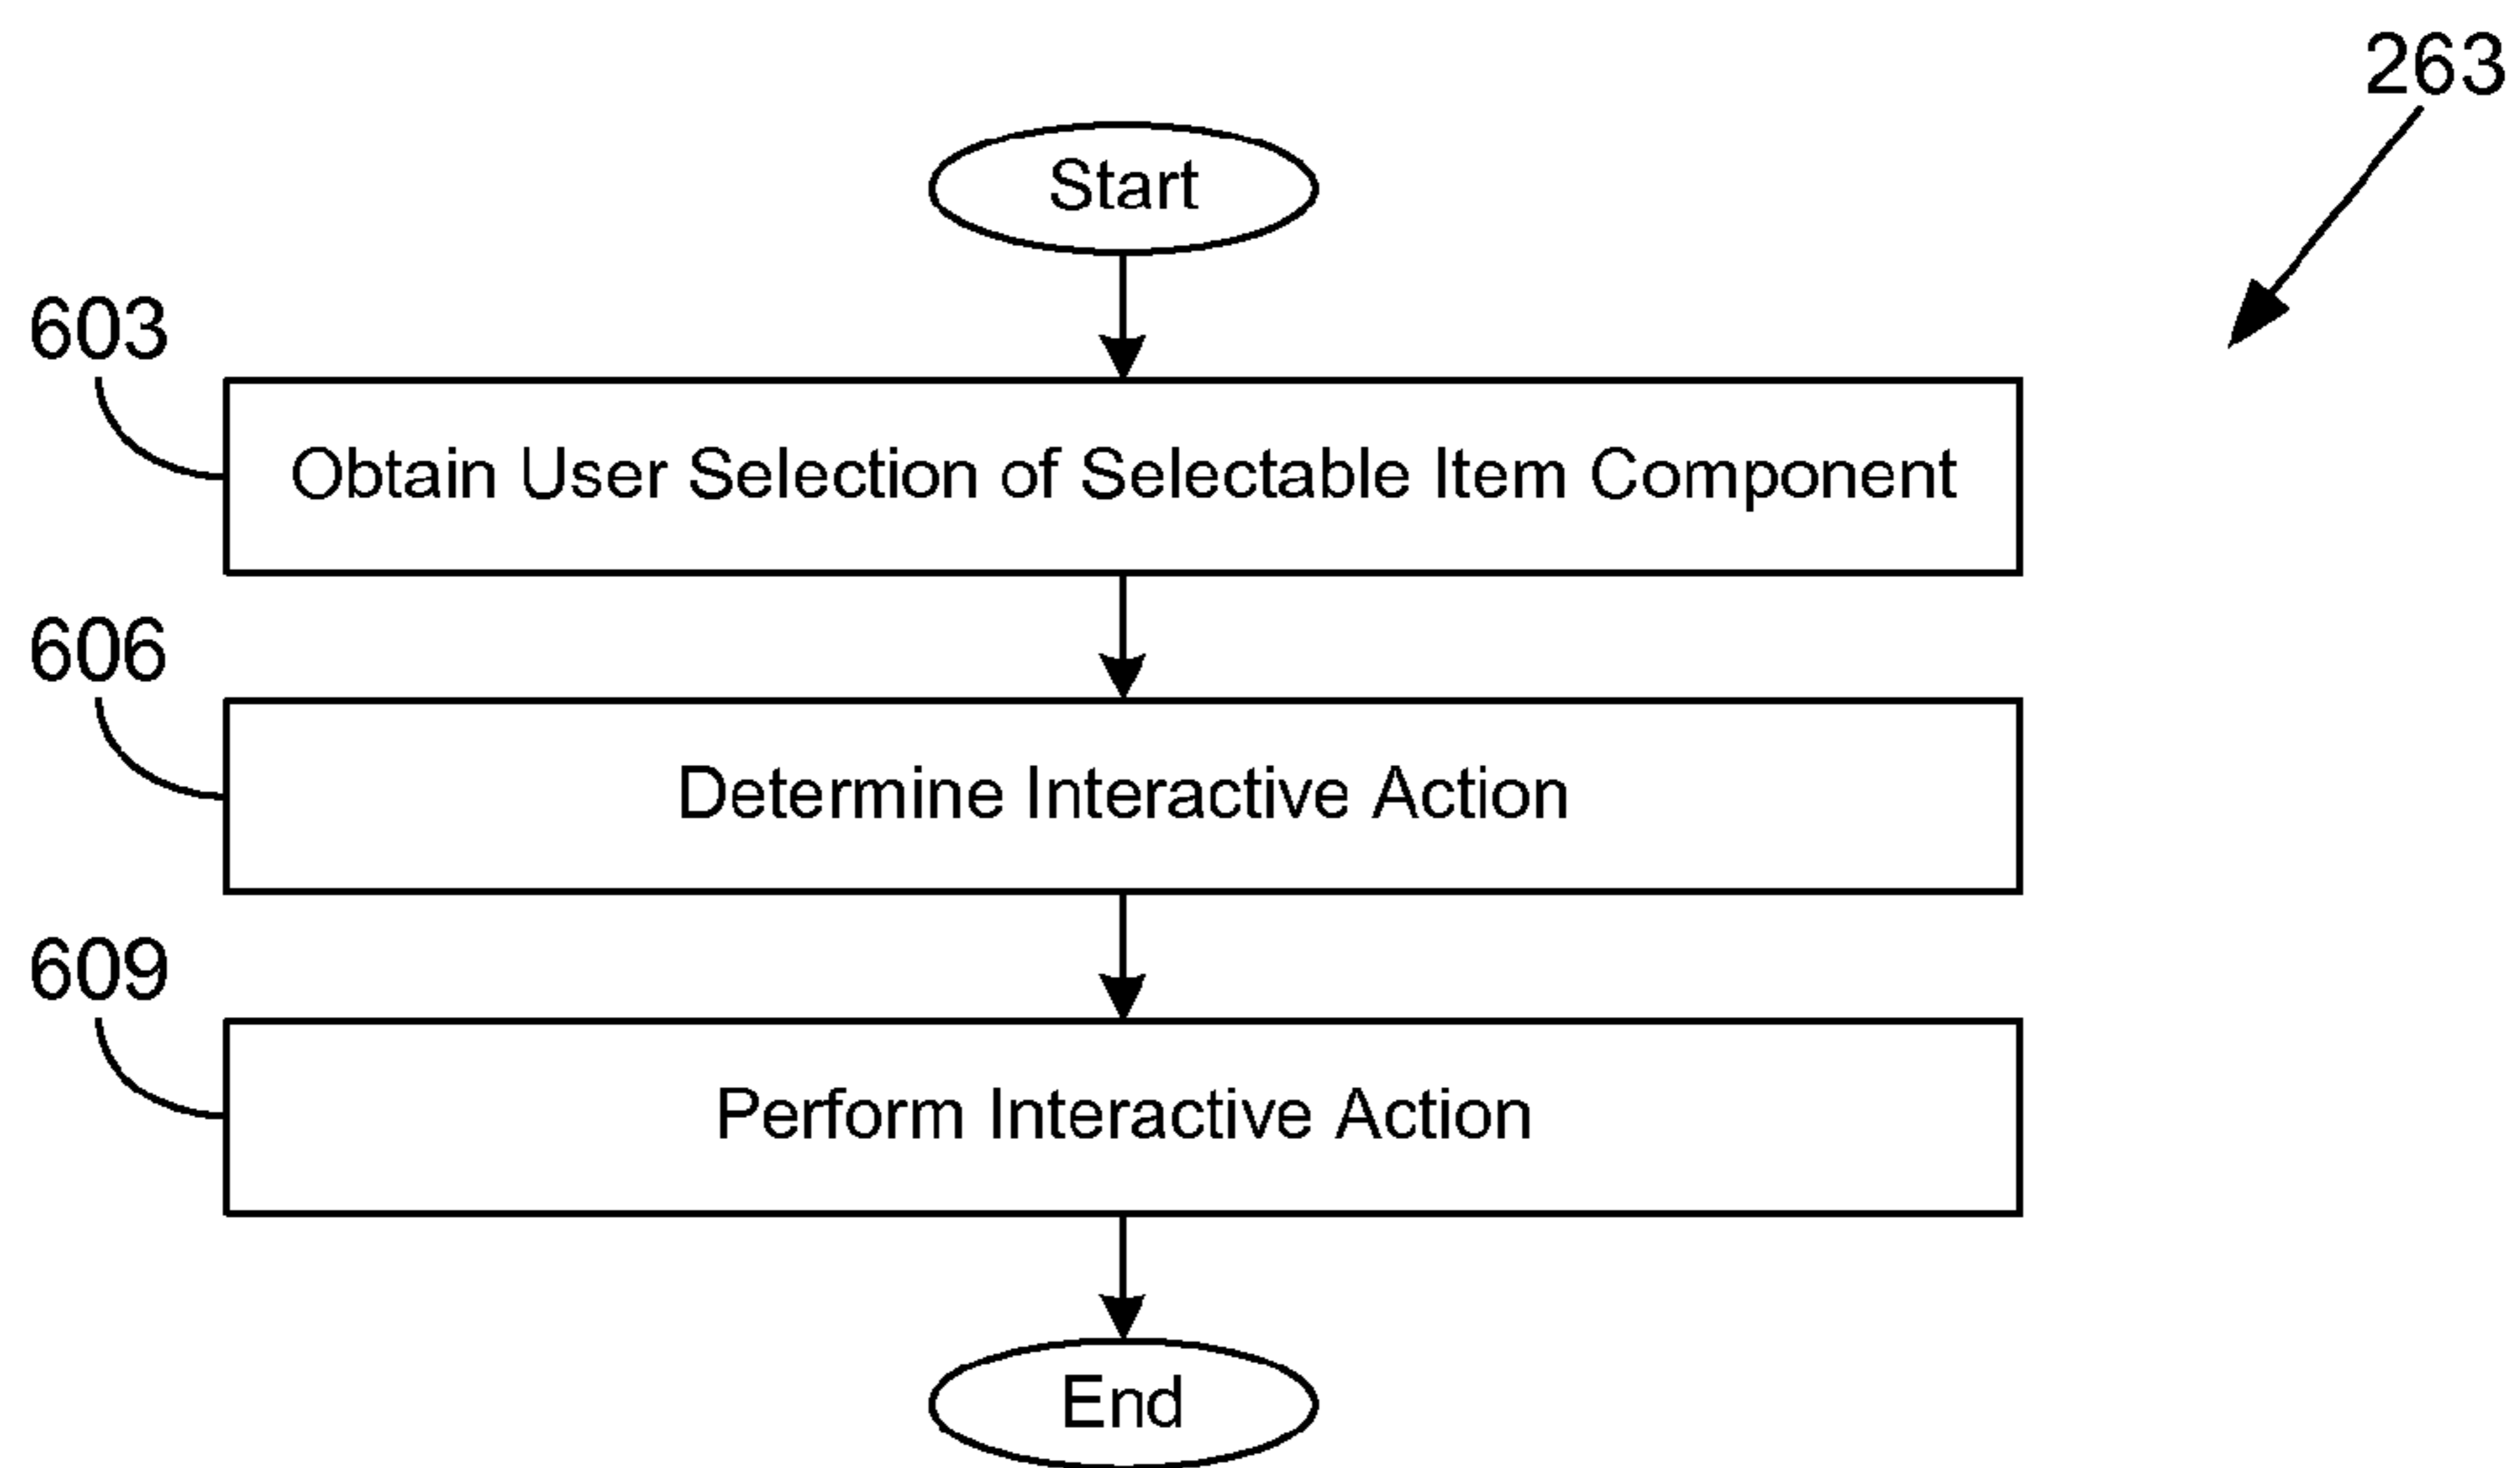 263
Start
603
Obtain User Selection of Selectable Item Component
606
Determine Interactive Action
609
Perform Interactive Action
End